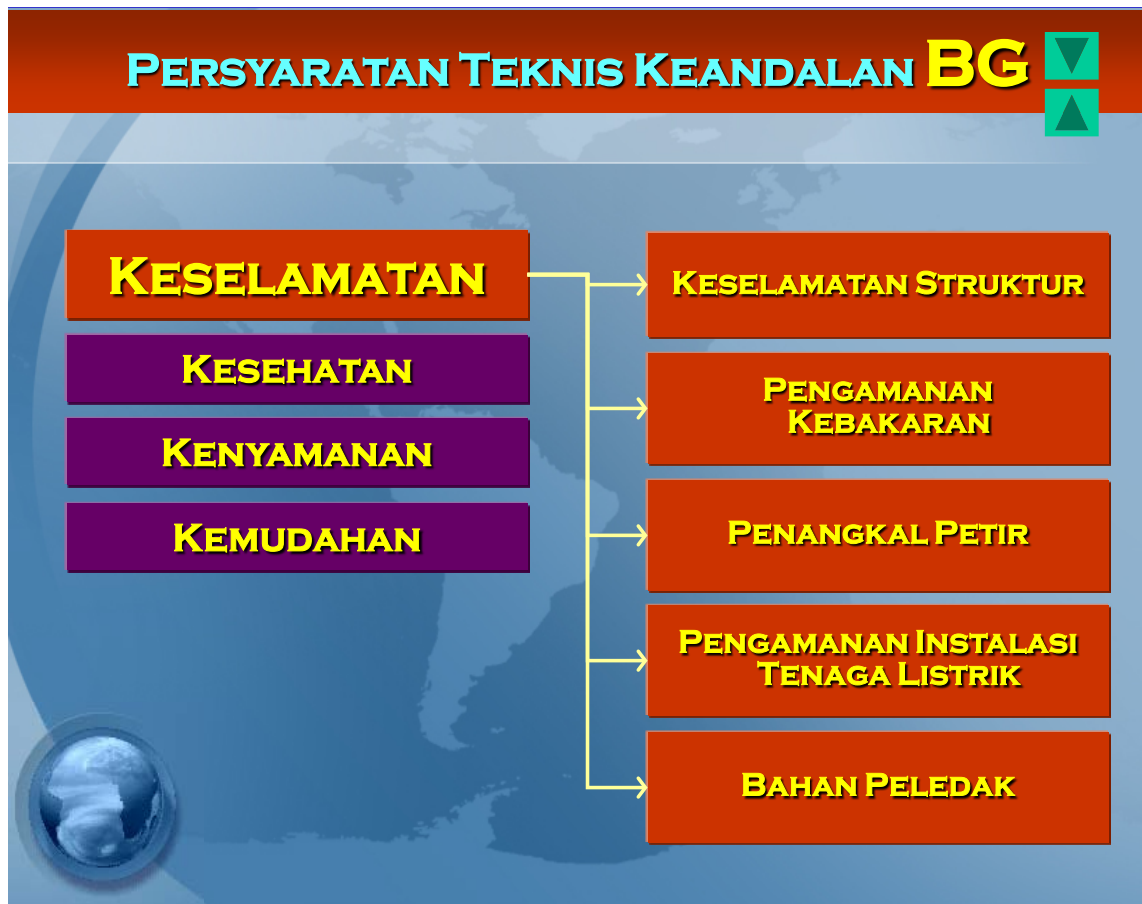 Persyaratan Teknis Keandalan BG
Keselamatan
Kesehatan
Kenyamanan
Kemudahan
Keselamatan Struktur
Pengamanan
Kebakaran
Penangkal Petir
Pengamanan Instalasi
Tenaga Listrik
Bahan Peledak